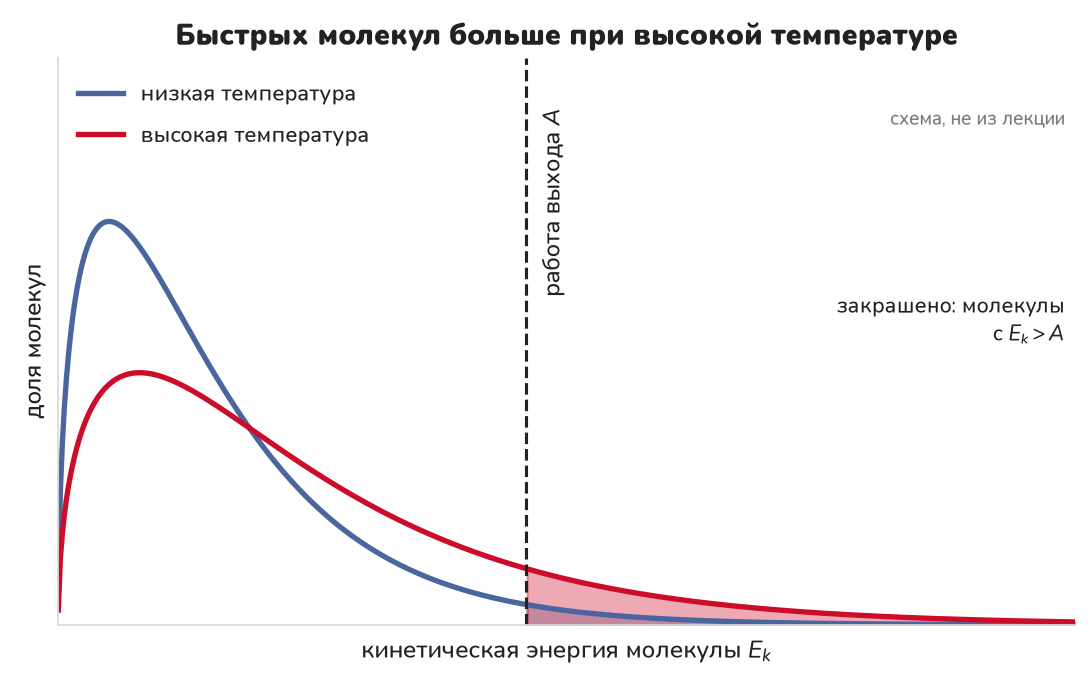 Быстрых молекул больше при высокой температуре
низкая температура
высокая температура
работа выхода A
схема, не из лекции
закрашено: молекулы
с Eₖ > A
доля молекул
кинетическая энергия молекулы Eₖ